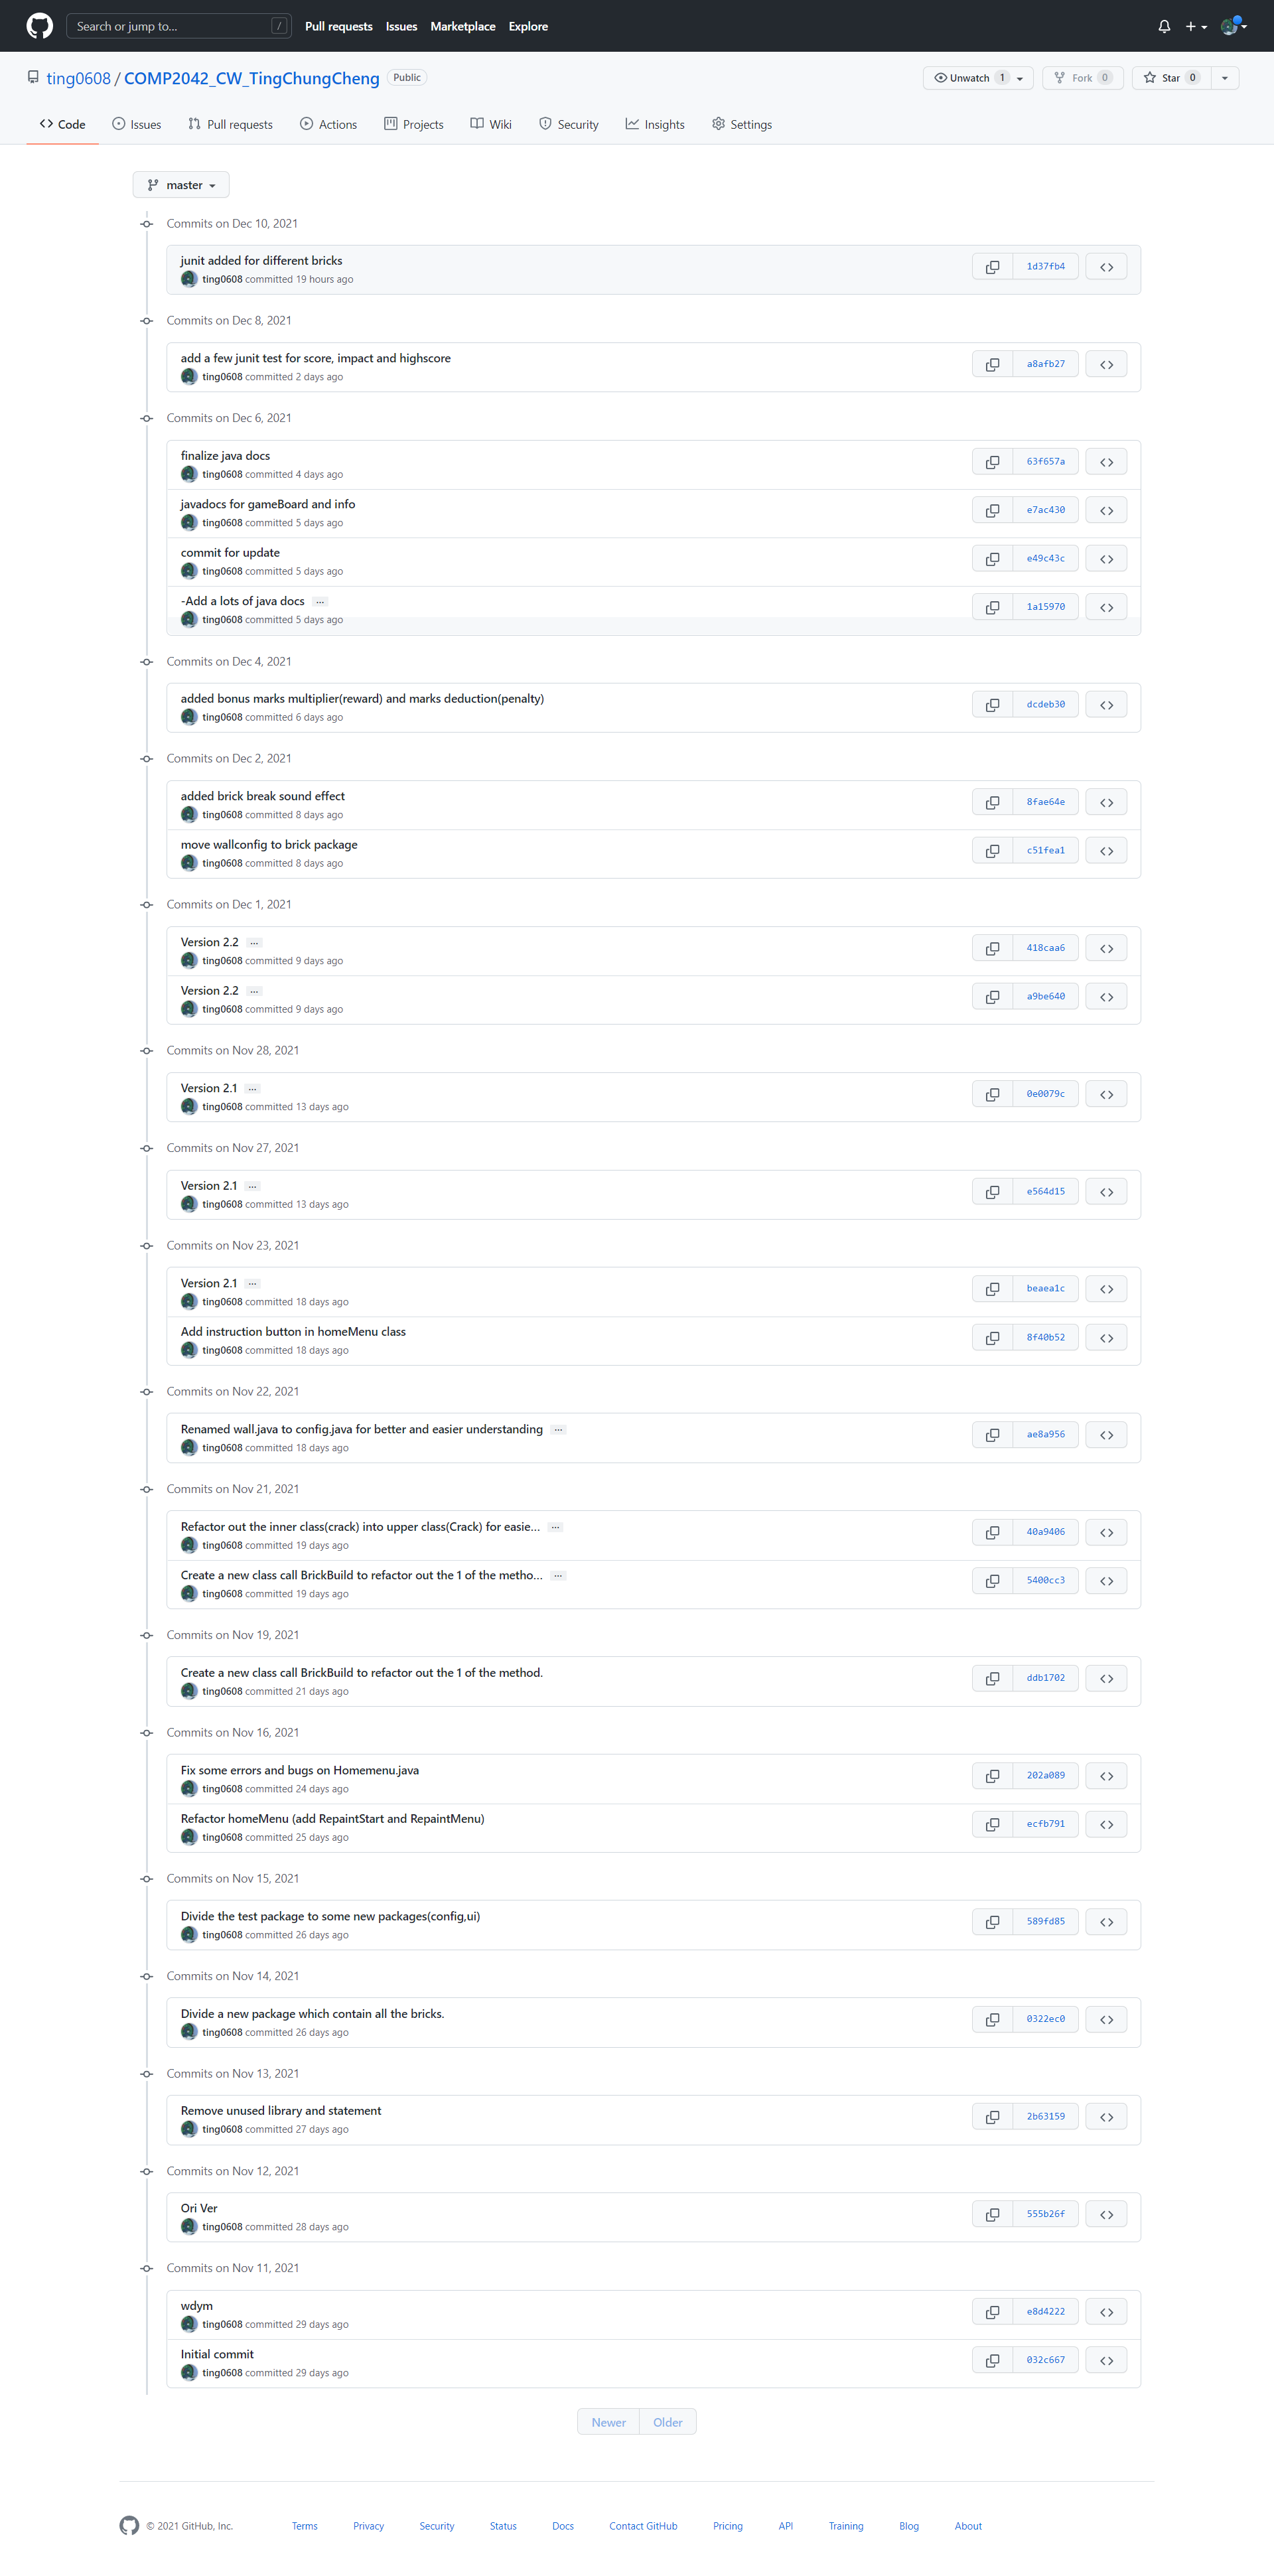 Search or jump to... /
Pull requests Issues Marketplace Explore
ting0608 / COMP2042_CW_TingChungCheng Public
Unwatch 1 Fork 0 Star 0
Code Issues Pull requests Actions Projects Wiki Security Insights Settings
master
Commits on Dec 10, 2021
junit added for different bricks
ting0608 committed 19 hours ago
1d37fb4
Commits on Dec 8, 2021
add a few junit test for score, impact and highscore
ting0608 committed 2 days ago
a8afb27
Commits on Dec 6, 2021
finalize java docs
ting0608 committed 4 days ago
63f657a
javadocs for gameBoard and info
ting0608 committed 5 days ago
e7ac430
commit for update
ting0608 committed 5 days ago
e49c43c
-Add a lots of java docs ...
ting0608 committed 5 days ago
1a15970
Commits on Dec 4, 2021
added bonus marks multiplier(reward) and marks deduction(penalty)
ting0608 committed 6 days ago
dcdeb30
Commits on Dec 2, 2021
added brick break sound effect
ting0608 committed 8 days ago
8fae64e
move wallconfig to brick package
ting0608 committed 8 days ago
c51fea1
Commits on Dec 1, 2021
Version 2.2 ...
ting0608 committed 9 days ago
418caa6
Version 2.2 ...
ting0608 committed 9 days ago
a9be640
Commits on Nov 28, 2021
Version 2.1 ...
ting0608 committed 13 days ago
0e0079c
Commits on Nov 27, 2021
Version 2.1 ...
ting0608 committed 13 days ago
e564d15
Commits on Nov 23, 2021
Version 2.1 ...
ting0608 committed 18 days ago
beaea1c
Add instruction button in homeMenu class
ting0608 committed 18 days ago
8f40b52
Commits on Nov 22, 2021
Renamed wall.java to config.java for better and easier understanding ...
ting0608 committed 18 days ago
ae8a956
Commits on Nov 21, 2021
Refactor out the inner class(crack) into upper class(Crack) for easie... ...
ting0608 committed 19 days ago
40a9406
Create a new class call BrickBuild to refactor out the 1 of the metho... ...
ting0608 committed 19 days ago
5400cc3
Commits on Nov 19, 2021
Create a new class call BrickBuild to refactor out the 1 of the method.
ting0608 committed 21 days ago
ddb1702
Commits on Nov 16, 2021
Fix some errors and bugs on Homemenu.java
ting0608 committed 24 days ago
202a089
Refactor homeMenu (add RepaintStart and RepaintMenu)
ting0608 committed 25 days ago
ecfb791
Commits on Nov 15, 2021
Divide the test package to some new packages(config,ui)
ting0608 committed 26 days ago
589fd85
Commits on Nov 14, 2021
Divide a new package which contain all the bricks.
ting0608 committed 26 days ago
0322ec0
Commits on Nov 13, 2021
Remove unused library and statement
ting0608 committed 27 days ago
2b63159
Commits on Nov 12, 2021
Ori Ver
ting0608 committed 28 days ago
555b26f
Commits on Nov 11, 2021
wdym
ting0608 committed 29 days ago
e8d4222
Initial commit
ting0608 committed 29 days ago
032c667
Newer Older
© 2021 GitHub, Inc. Terms Privacy Security Status Docs Contact GitHub Pricing API Training Blog About